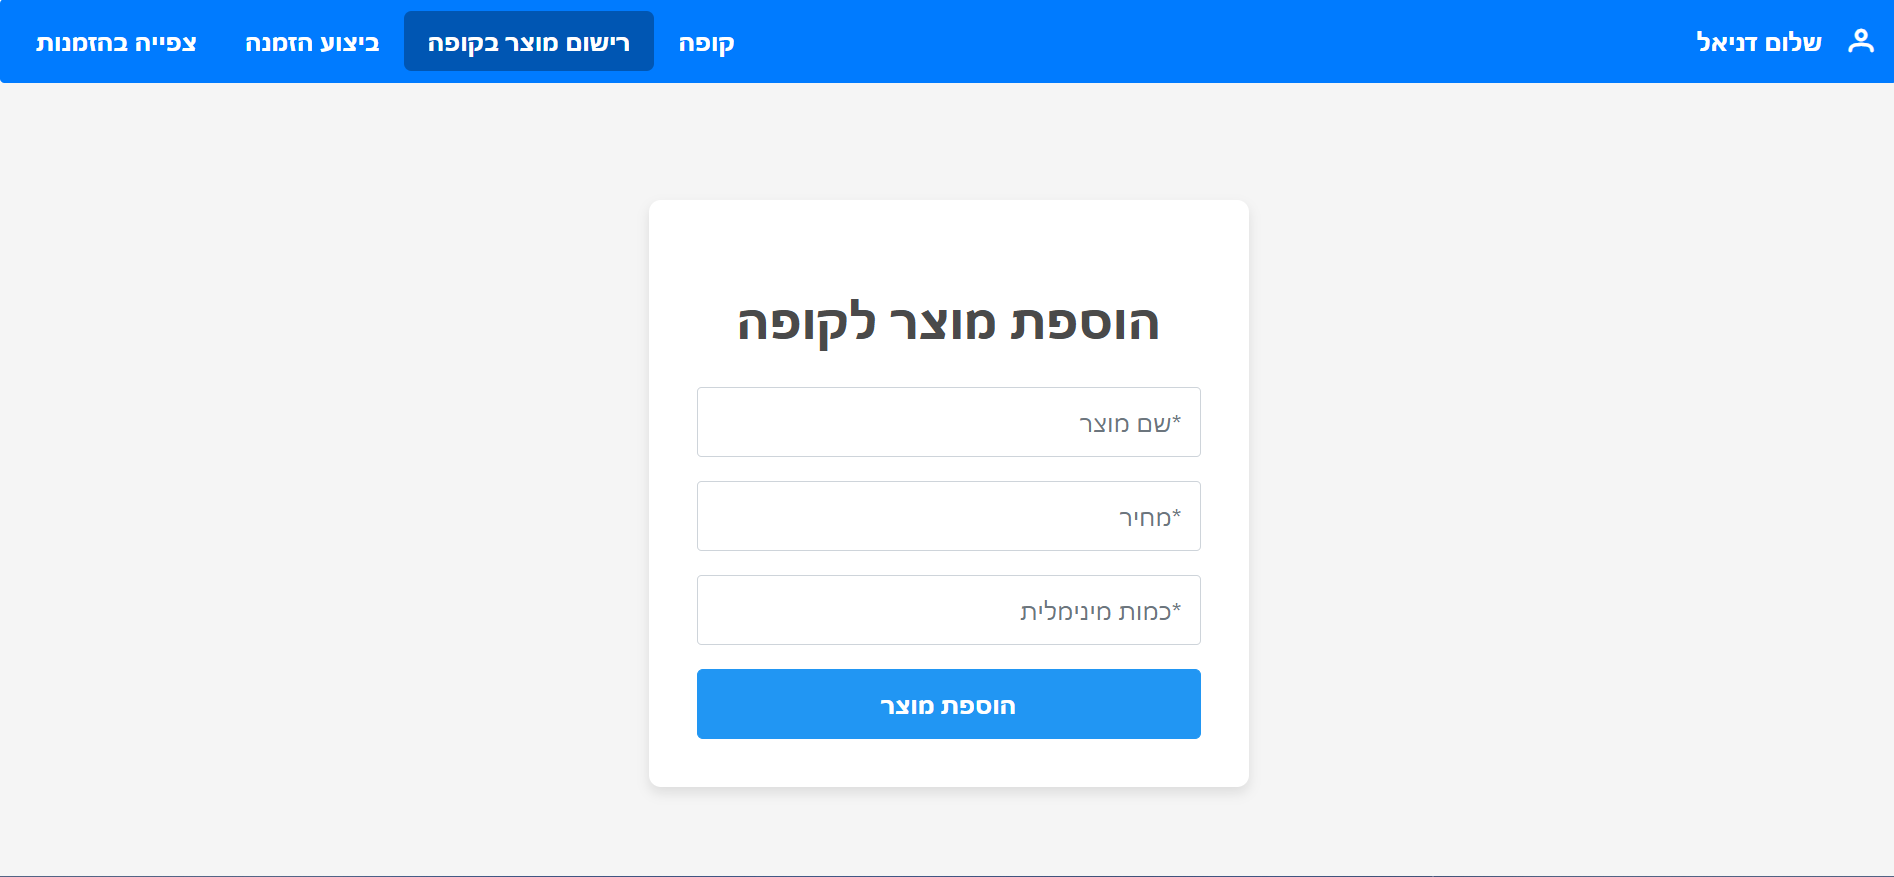 שלום דניאל
קופה
רישום מוצר בקופה
ביצוע הזמנה
צפייה בהזמנות
הוספת מוצר לקופה
*שם מוצר
*מחיר
*כמות מינימלית
הוספת מוצר